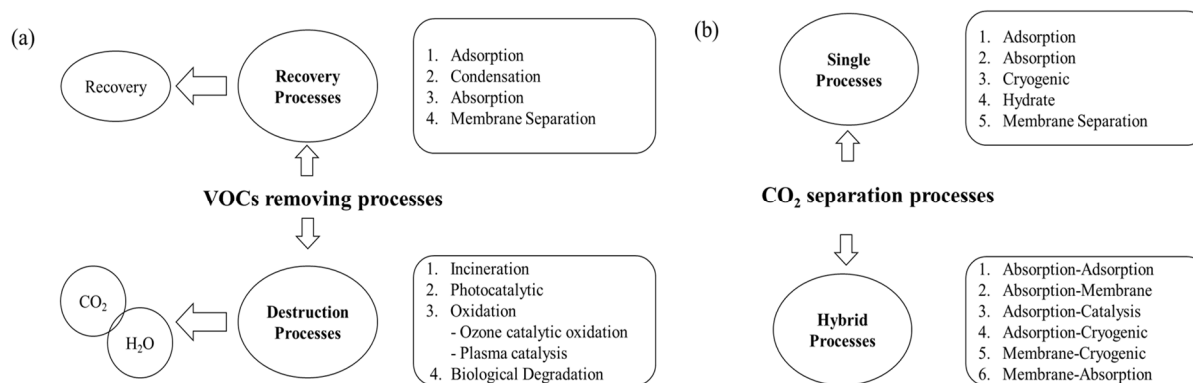 (a)
Recovery
Recovery
Processes
1. Adsorption
2. Condensation
3. Absorption
4. Membrane Separation
VOCs removing processes
CO₂
H₂O
Destruction
Processes
1. Incineration
2. Photocatalytic
3. Oxidation
- Ozone catalytic oxidation
- Plasma catalysis
4. Biological Degradation
(b)
Single
Processes
1. Adsorption
2. Absorption
3. Cryogenic
4. Hydrate
5. Membrane Separation
CO₂ separation processes
Hybrid
Processes
1. Absorption-Adsorption
2. Absorption-Membrane
3. Adsorption-Catalysis
4. Adsorption-Cryogenic
5. Membrane-Cryogenic
6. Membrane-Absorption